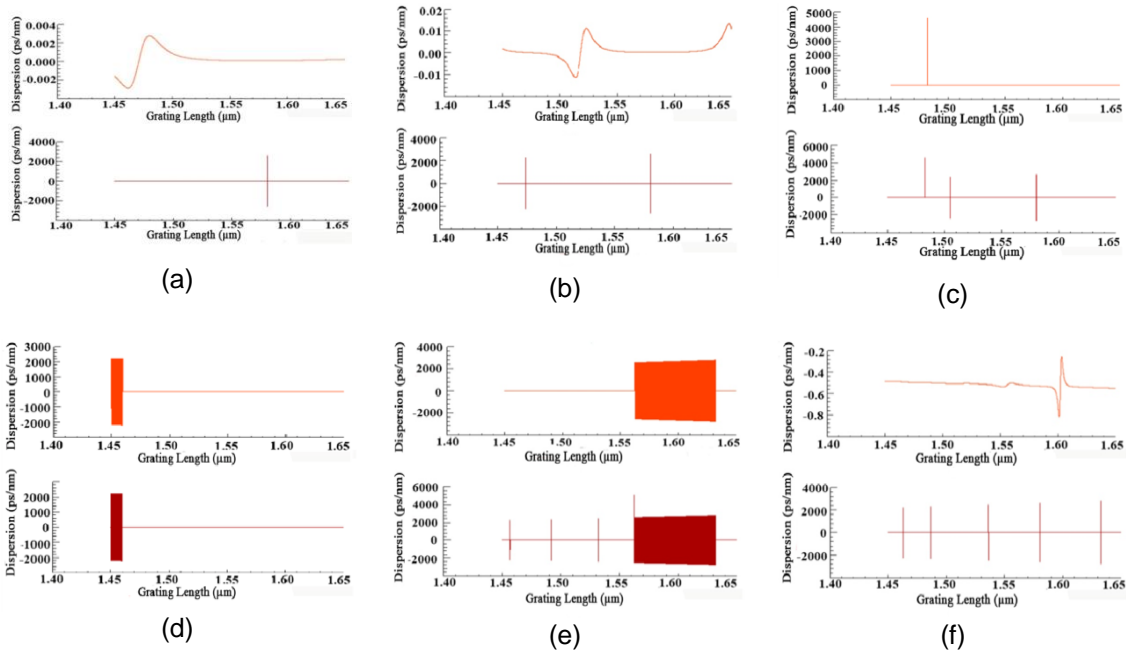 Dispersion (ps/nm)
0.004
0.002
0.000
-0.002
1.40 1.45 1.50 1.55 1.60 1.65
Grating Length (µm)
Dispersion (ps/nm)
4000
2000
0
-2000
1.40 1.45 1.50 1.55 1.60 1.65
Grating Length (µm)
(a)
Dispersion (ps/nm)
0.02
0.01
0.00
-0.01
1.40 1.45 1.50 1.55 1.60 1.65
Grating Length (µm)
Dispersion (ps/nm)
4000
2000
0
-2000
1.40 1.45 1.50 1.55 1.60 1.65
Grating Length (µm)
(b)
Dispersion (ps/nm)
5000
4000
3000
2000
1000
0
1.40 1.45 1.50 1.55 1.60 1.65
Grating Length (µm)
Dispersion (ps/nm)
6000
4000
2000
0
-2000
1.40 1.45 1.50 1.55 1.60 1.65
Grating Length (µm)
(c)
Dispersion (ps/nm)
3000
2000
1000
0
-1000
-2000
1.40 1.45 1.50 1.55 1.60 1.65
Grating Length (µm)
Dispersion (ps/nm)
2000
1000
0
-1000
-2000
1.40 1.45 1.50 1.55 1.60 1.65
Grating Length (µm)
(d)
Dispersion (ps/nm)
4000
2000
0
-2000
1.40 1.45 1.50 1.55 1.60 1.65
Grating Length (µm)
Dispersion (ps/nm)
6000
4000
2000
0
-2000
1.40 1.45 1.50 1.55 1.60 1.65
Grating Length (µm)
(e)
Dispersion (ps/nm)
-0.2
-0.4
-0.6
-0.8
1.40 1.45 1.50 1.55 1.60 1.65
Grating Length (µm)
Dispersion (ps/nm)
4000
2000
0
-2000
1.40 1.45 1.50 1.55 1.60 1.65
Grating Length (µm)
(f)